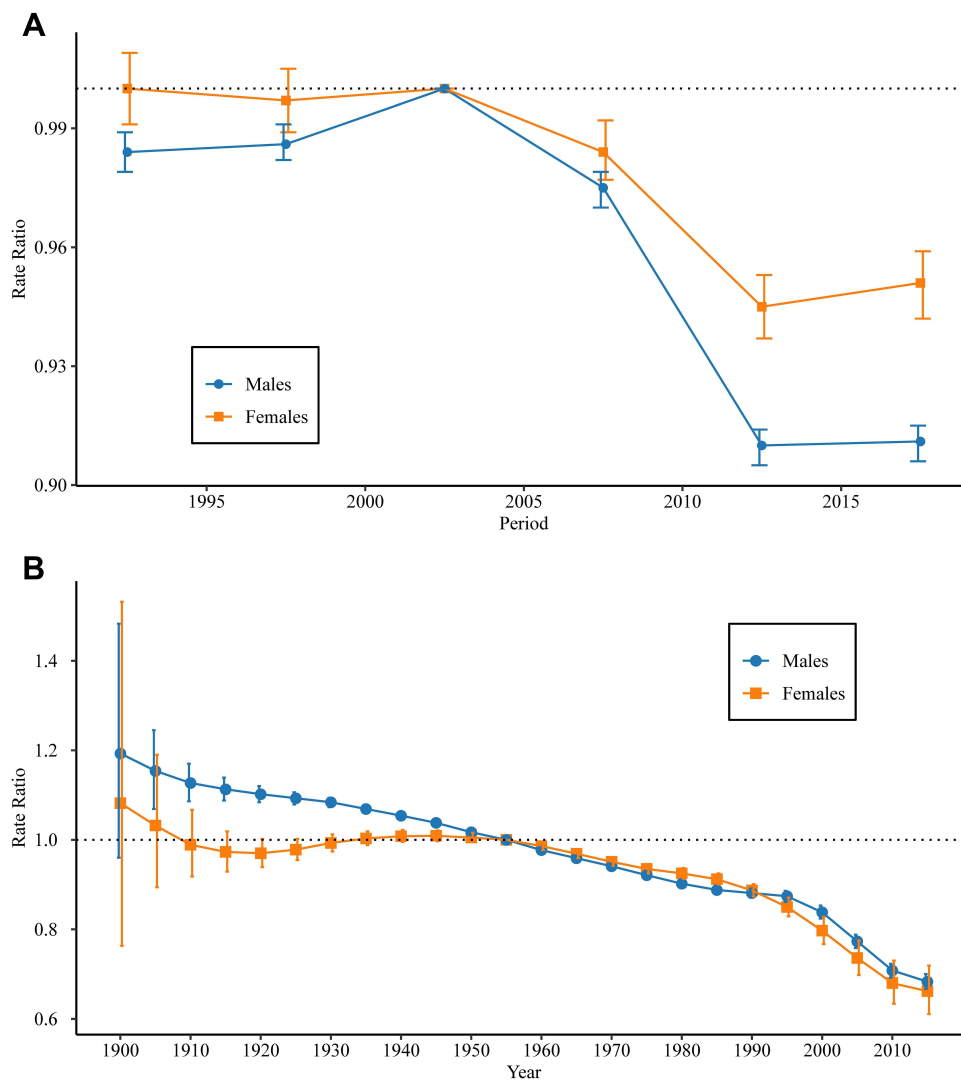 A
Rate Ratio
0.99
0.96
0.93
0.90
Males
Females
1995 2000 2005 2010 2015
Period
B
Rate Ratio
1.4
1.2
1.0
0.8
0.6
Males
Females
1900 1910 1920 1930 1940 1950 1960 1970 1980 1990 2000 2010
Year